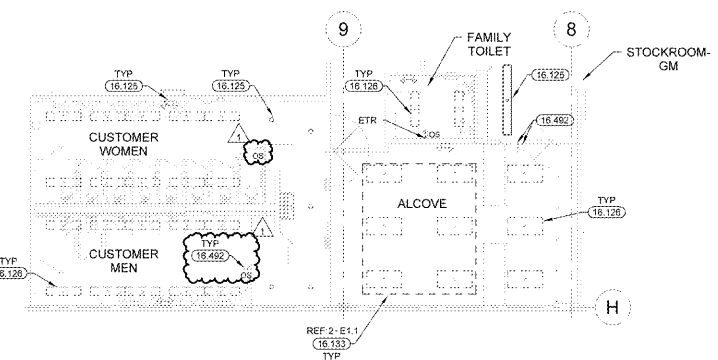 9
8
FAMILY
TOILET
STOCKROOM-
GM
TYP
16.125
TYP
16.125
TYP
16.126
16.125
ETR
OS
16.492
CUSTOMER
WOMEN
1
OS
ALCOVE
TYP
16.126
1
CUSTOMER
MEN
TYP
16.492
OS
TYP
6.126
H
REF: 2 - E1.1
16.133
TYP